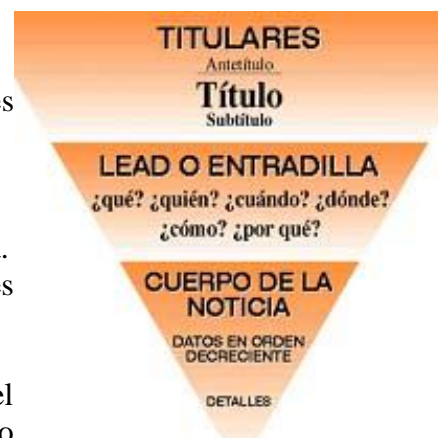 TITULARES
Antetítulo
Título
Subtítulo
LEAD O ENTRADILLA
¿qué? ¿quién? ¿cuándo? ¿dónde?
¿cómo? ¿por qué?
CUERPO DE LA
NOTICIA
DATOS EN ORDEN
DECRECIENTE
DETALLES